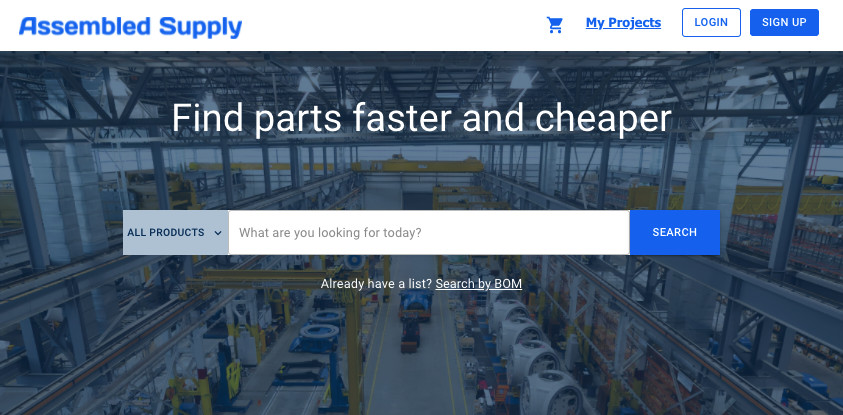 Assembled Supply
My Projects
LOGIN
SIGN UP
Find parts faster and cheaper
ALL PRODUCTS
What are you looking for today?
SEARCH
Already have a list? Search by BOM